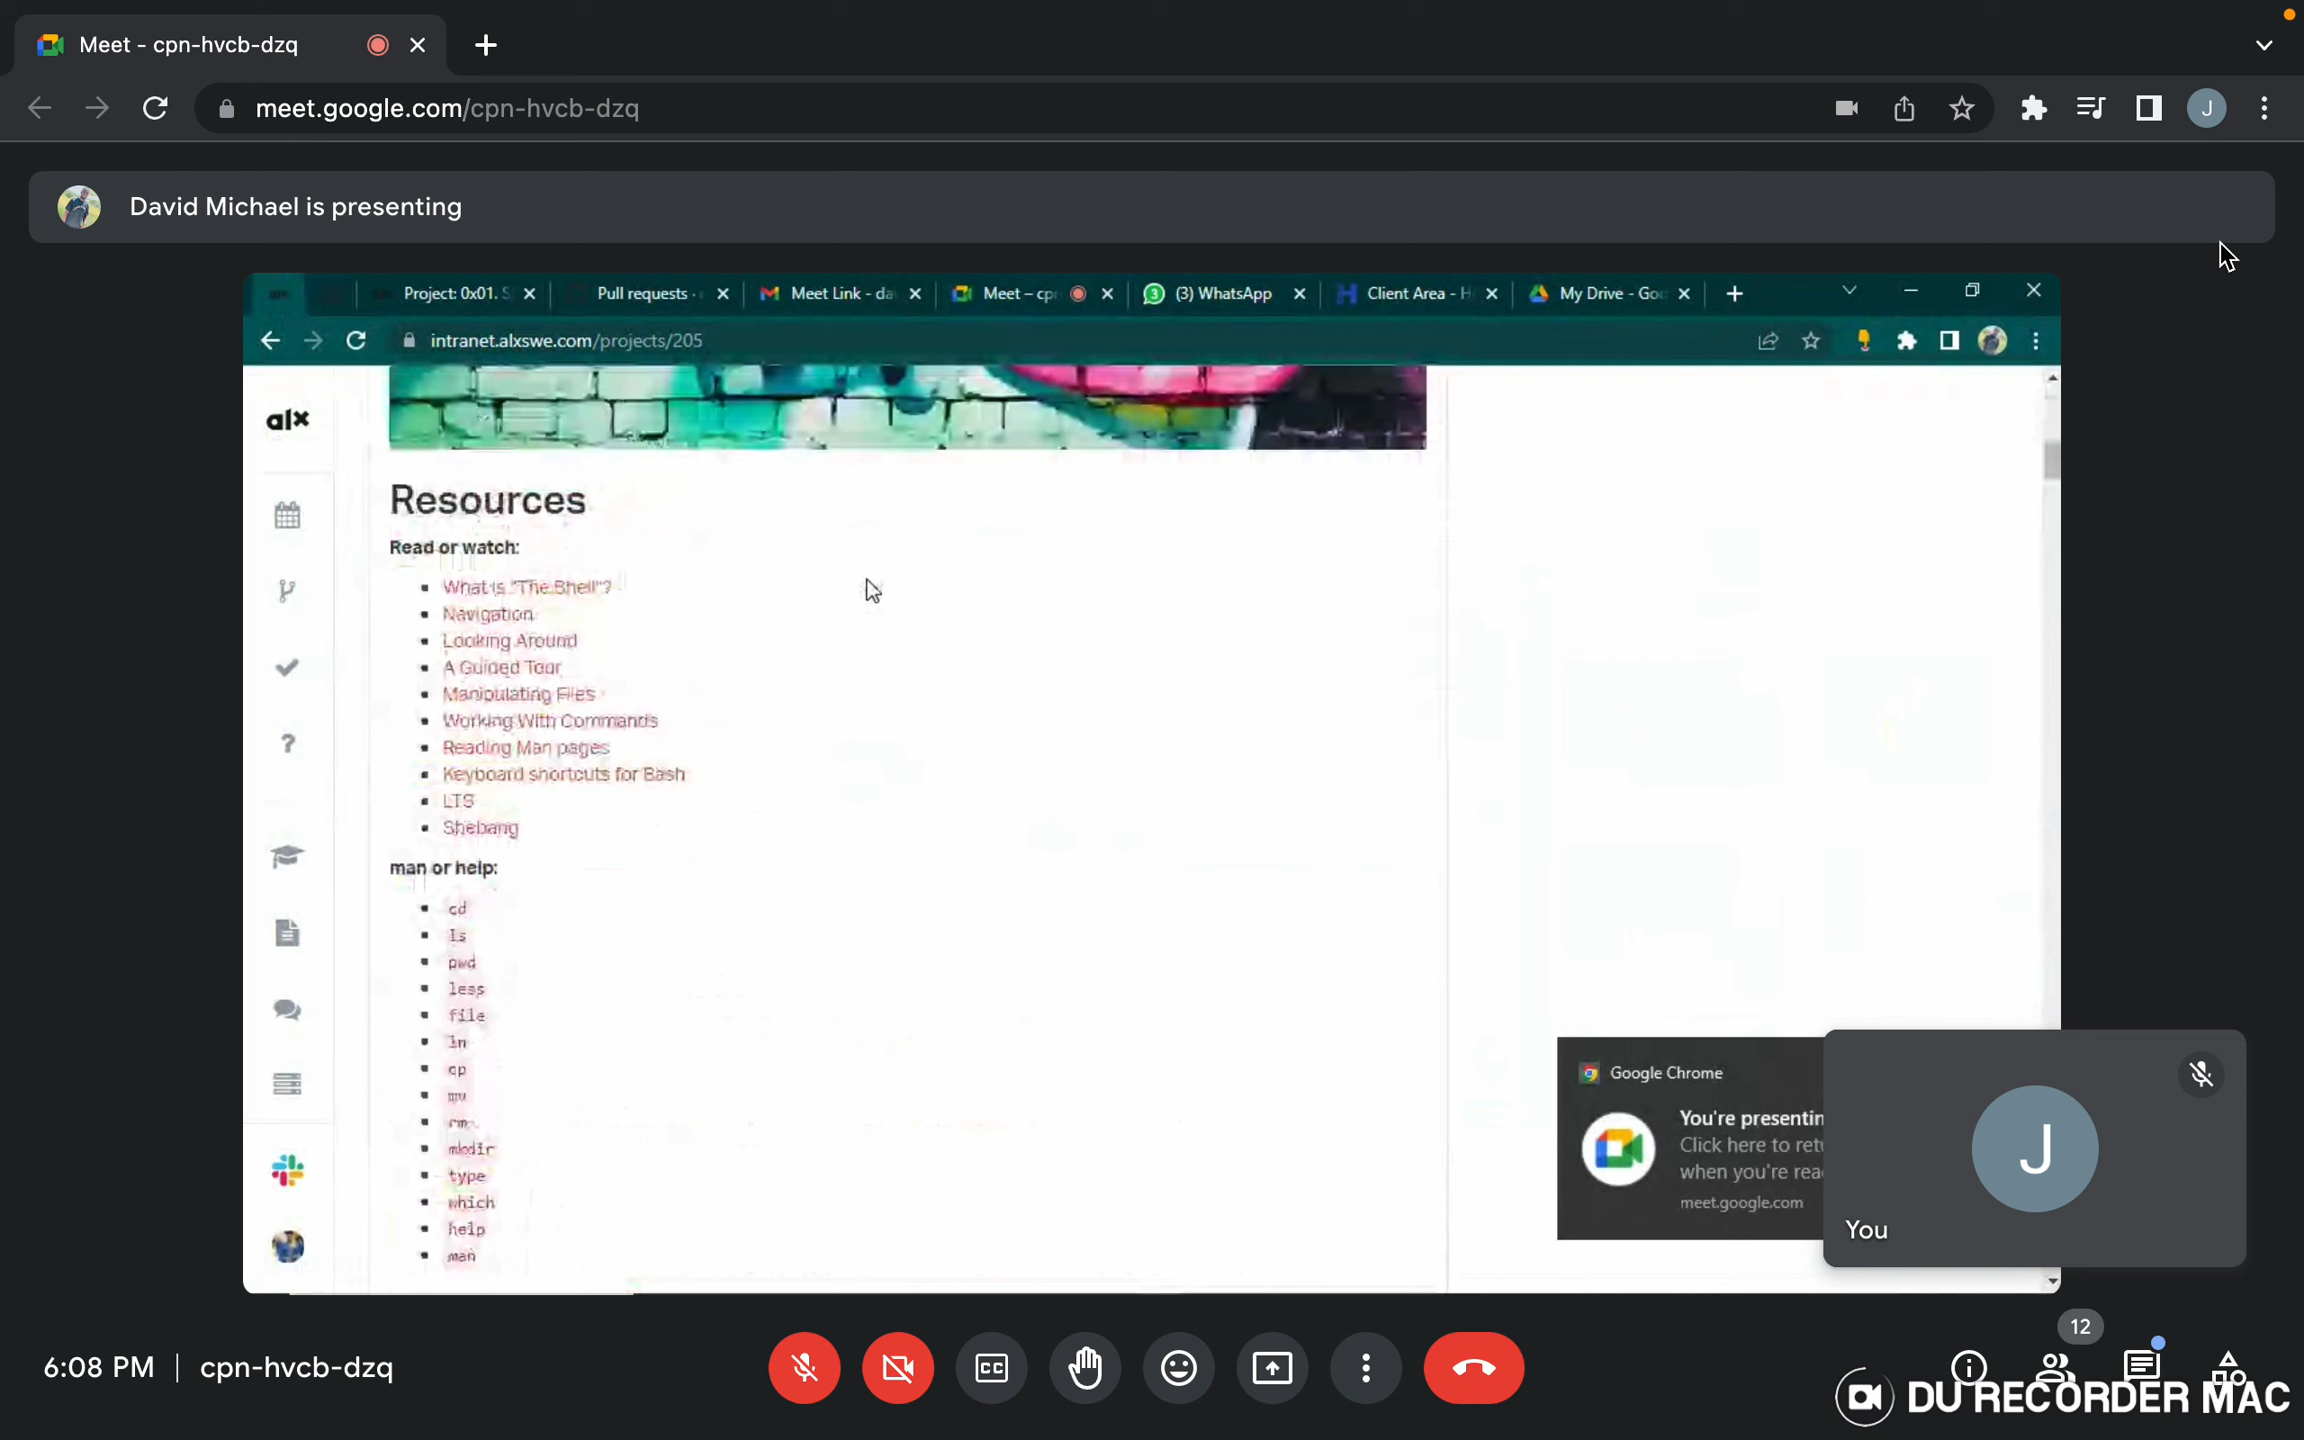 Meet - cpn-hvcb-dzq
meet.google.com/cpn-hvcb-dzq
J
David Michael is presenting
Project: 0x01. S
Pull requests ·
Meet Link - da
Meet – cp
3
(3) WhatsApp
Client Area - H
My Drive - Goo
intranet.alxswe.com/projects/205
alx
Resources
Read or watch:
What is "The Shell"?
Navigation
Looking Around
A Guided Tour
Manipulating Files
Working With Commands
Reading Man pages
Keyboard shortcuts for Bash
LTS
Shebang
man or help:
cd
ls
pwd
less
file
ln
cp
mv
rm
mkdir
type
which
help
man
Google Chrome
You're presentin
Click here to retu
when you're rea
meet.google.com
J
You
6:08 PM | cpn-hvcb-dzq
CC
12
DU RECORDER MAC